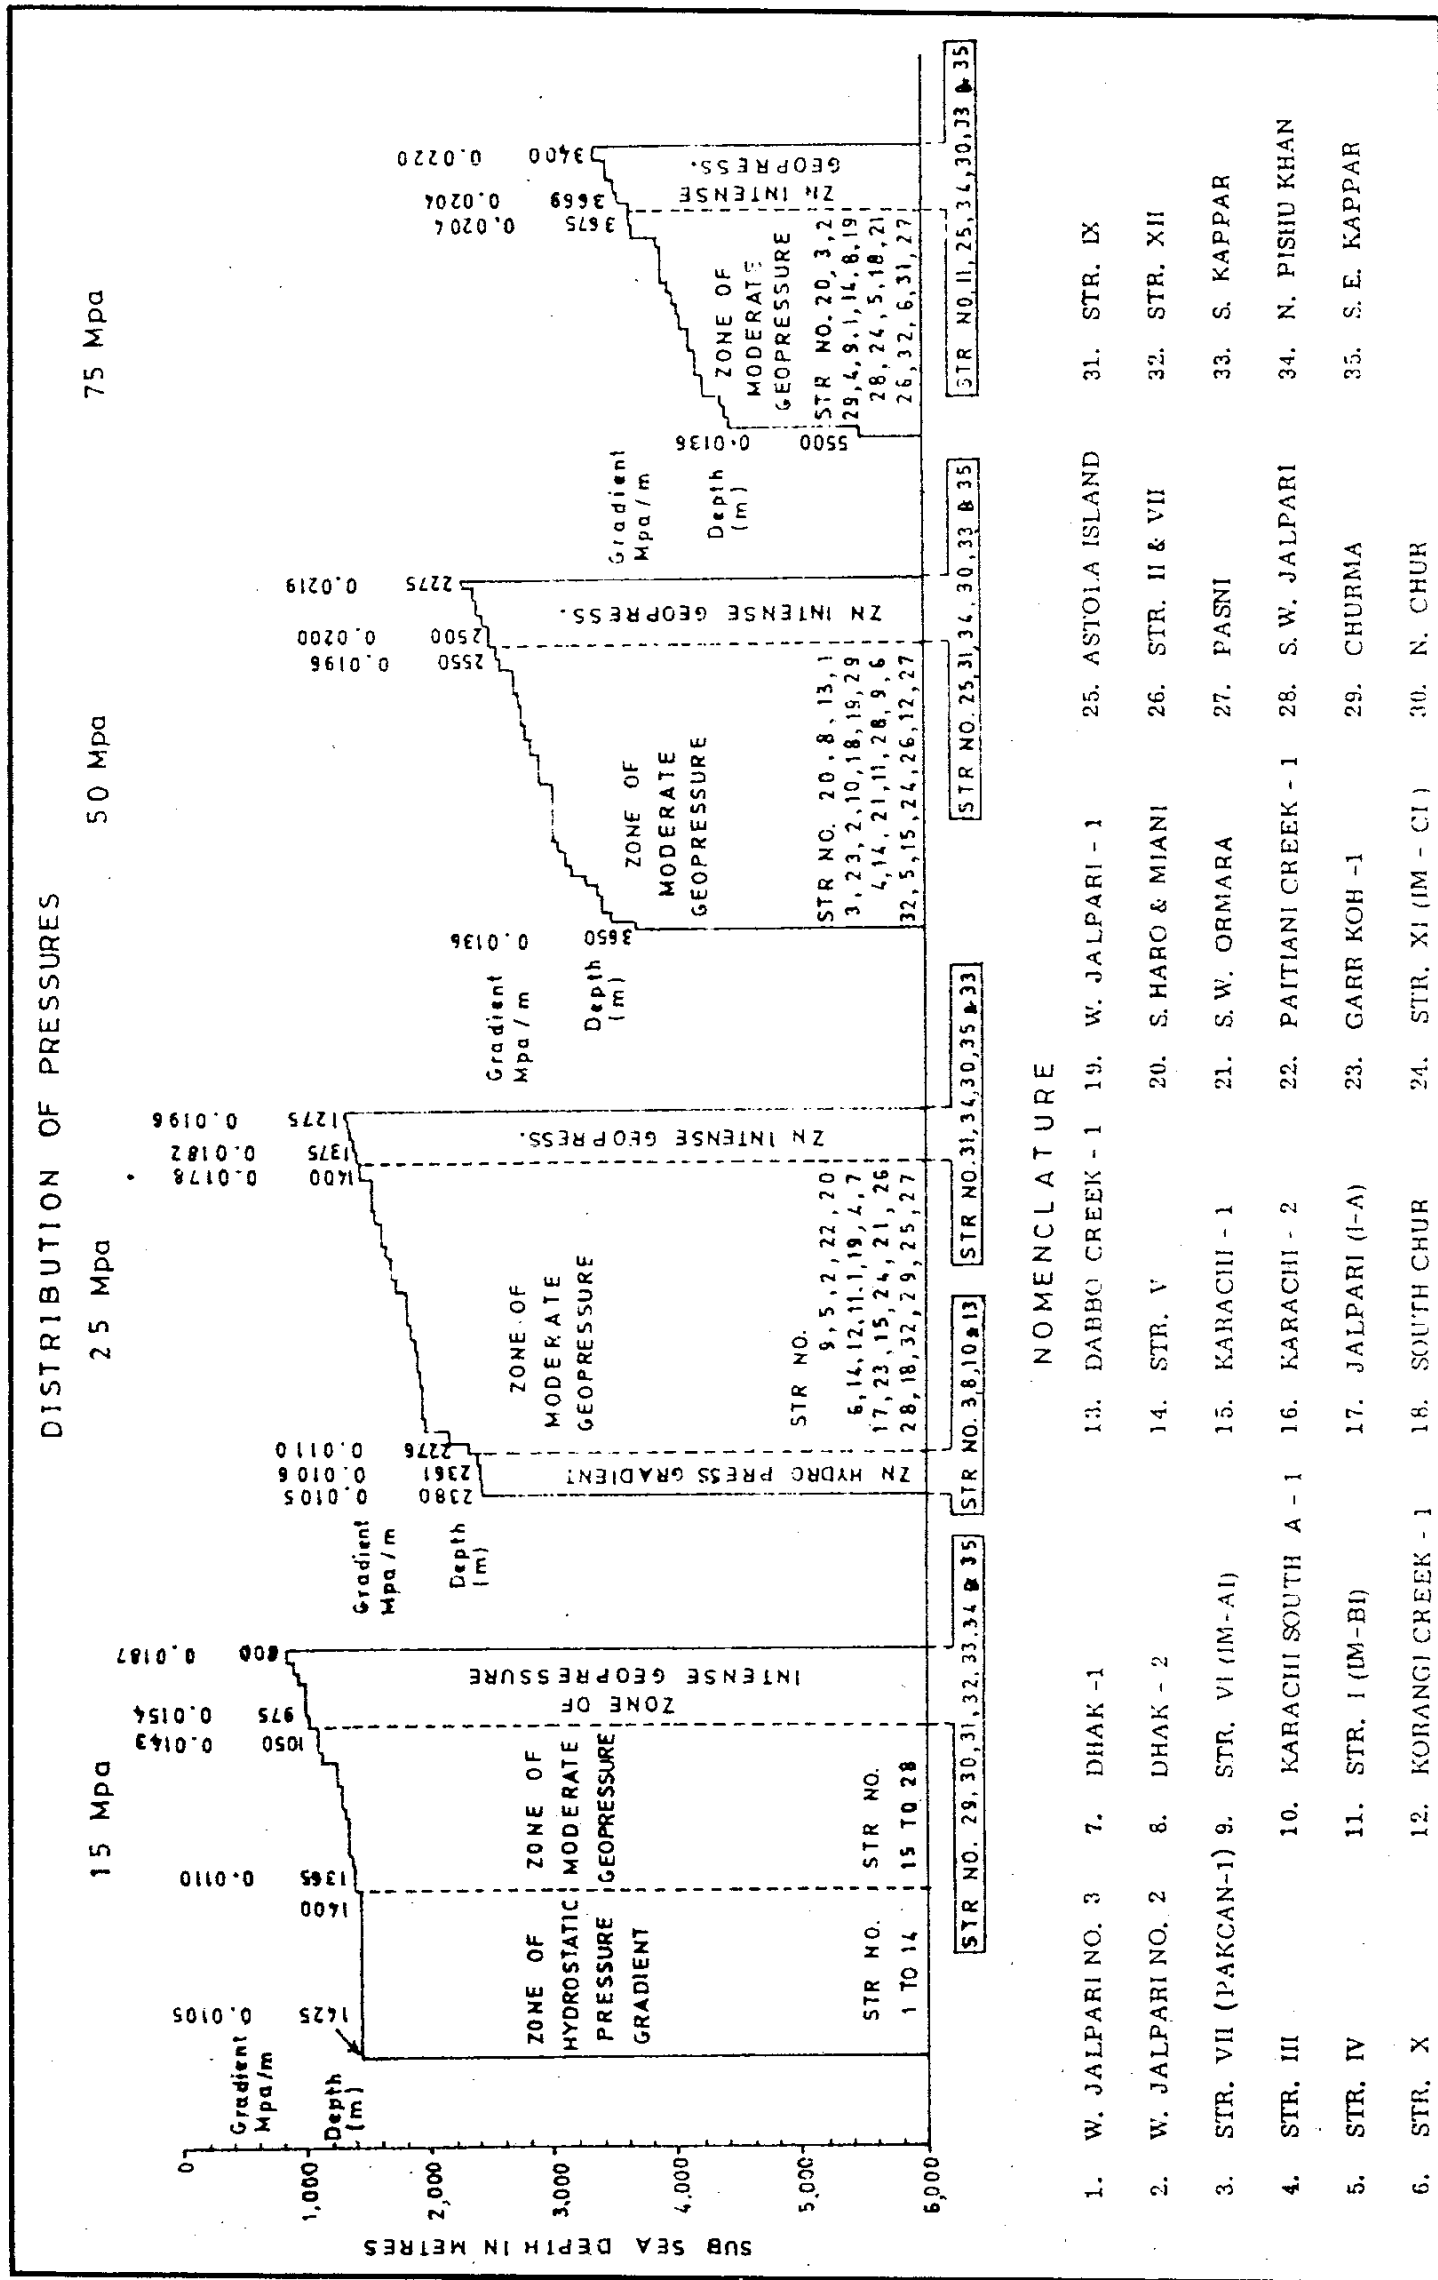 DISTRIBUTION OF PRESSURES
15 Mpa
25 Mpa
50 Mpa
75 Mpa
SUB SEA DEPTH IN METRES
0
1,000
2,000
3,000
4,000
5,000
6,000
Gradient
Mpa/m
Depth
(m)
0.0105
1425
1400
0.0110
1365
0.0143
1050
0.0154
975
0.0187
800
ZONE OF
HYDROSTATIC
PRESSURE
GRADIENT
STR NO.
1 TO 14
ZONE OF
MODERATE
GEOPRESSURE
STR NO.
15 TO 28
ZONE OF
INTENSE GEOPRESSURE
STR NO. 29, 30, 31, 32, 33, 34 & 35
Gradient
Mpa/m
Depth
(m)
0.0105
2380
0.0106
2361
0.0110
2276
0.0178
1400
0.0182
1375
0.0196
1275
ZN HYDRO PRESS GRADIENT
ZONE OF
MODERATE
GEOPRESSURE
STR NO.
9, 5, 2, 22, 20
6, 14, 12, 11, 1, 19, 4, 7
17, 23, 15, 24, 21, 26
28, 18, 32, 29, 25, 27
ZN INTENSE GEOPRESS.
STR NO. 3, 8, 10 & 13
STR NO. 31, 34, 30, 35 & 33
Gradient
Mpa/m
Depth
(m)
0.0136
3650
0.0196
2550
0.0200
2500
0.0219
2275
ZONE OF
MODERATE
GEOPRESSURE
STR NO. 20, 8, 13, 1
3, 23, 2, 10, 18, 19, 29
4, 14, 21, 11, 28, 9, 6
32, 5, 15, 24, 26, 12, 27
ZN INTENSE GEOPRESS.
STR NO. 25, 31, 34, 30, 33 & 35
Gradient
Mpa/m
Depth
(m)
0.0136
5500
0.0204
3675
0.0204
3669
0.0220
3400
ZONE OF
MODERATE
GEOPRESSURE
STR NO. 20, 3, 2
29, 4, 9, 1, 14, 8, 19
28, 24, 5, 18, 21
26, 32, 6, 31, 27
ZN INTENSE
GEOPRESS.
STR NO, 11, 25, 34, 30, 33 & 35
NOMENCLATURE
1. W. JALPARI NO. 3
2. W. JALPARI NO. 2
3. STR. VII (PAKCAN-1)
4. STR. III
5. STR. IV
6. STR. X
7. DHAK -1
8. DHAK - 2
9. STR. VI (IM-AI)
10. KARACHI SOUTH A - 1
11. STR. I (IM-BI)
12. KORANGI CREEK - 1
13. DABBO CREEK - 1
14. STR. V
15. KARACHI - 1
16. KARACHI - 2
17. JALPARI (I-A)
18. SOUTH CHUR
19. W. JALPARI - 1
20. S. HARO & MIANI
21. S. W. ORMARA
22. PAITIANI CREEK - 1
23. GARR KOH -1
24. STR. XI (IM - CI)
25. ASTOLA ISLAND
26. STR. II & VII
27. PASNI
28. S.W. JALPARI
29. CHURMA
30. N. CHUR
31. STR. IX
32. STR. XII
33. S. KAPPAR
34. N. PISHU KHAN
35. S.E. KAPPAR